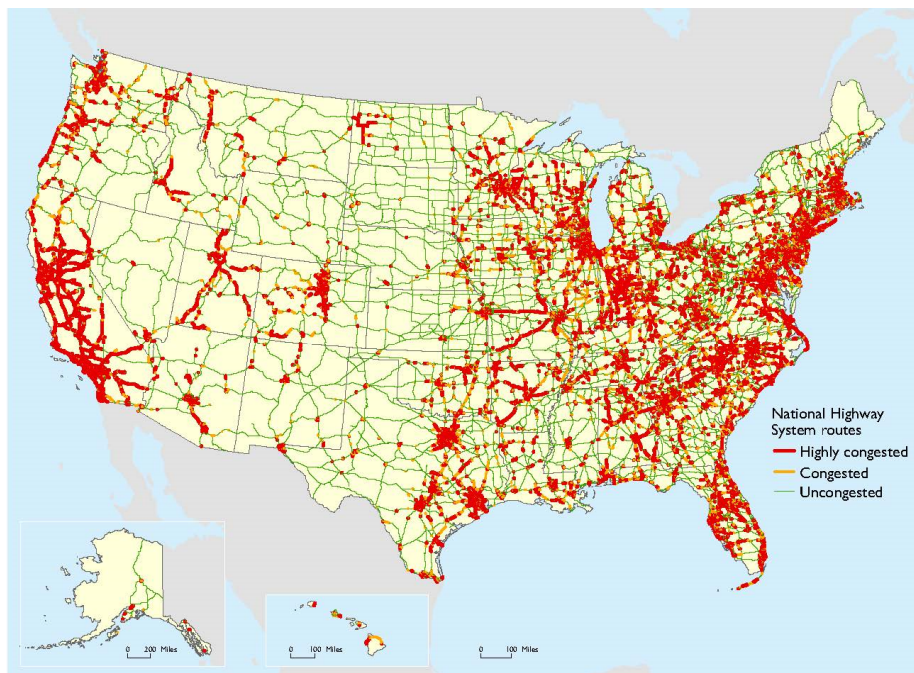 National Highway
System routes
Highly congested
Congested
Uncongested
0 200 Miles
0 100 Miles
0 100 Miles